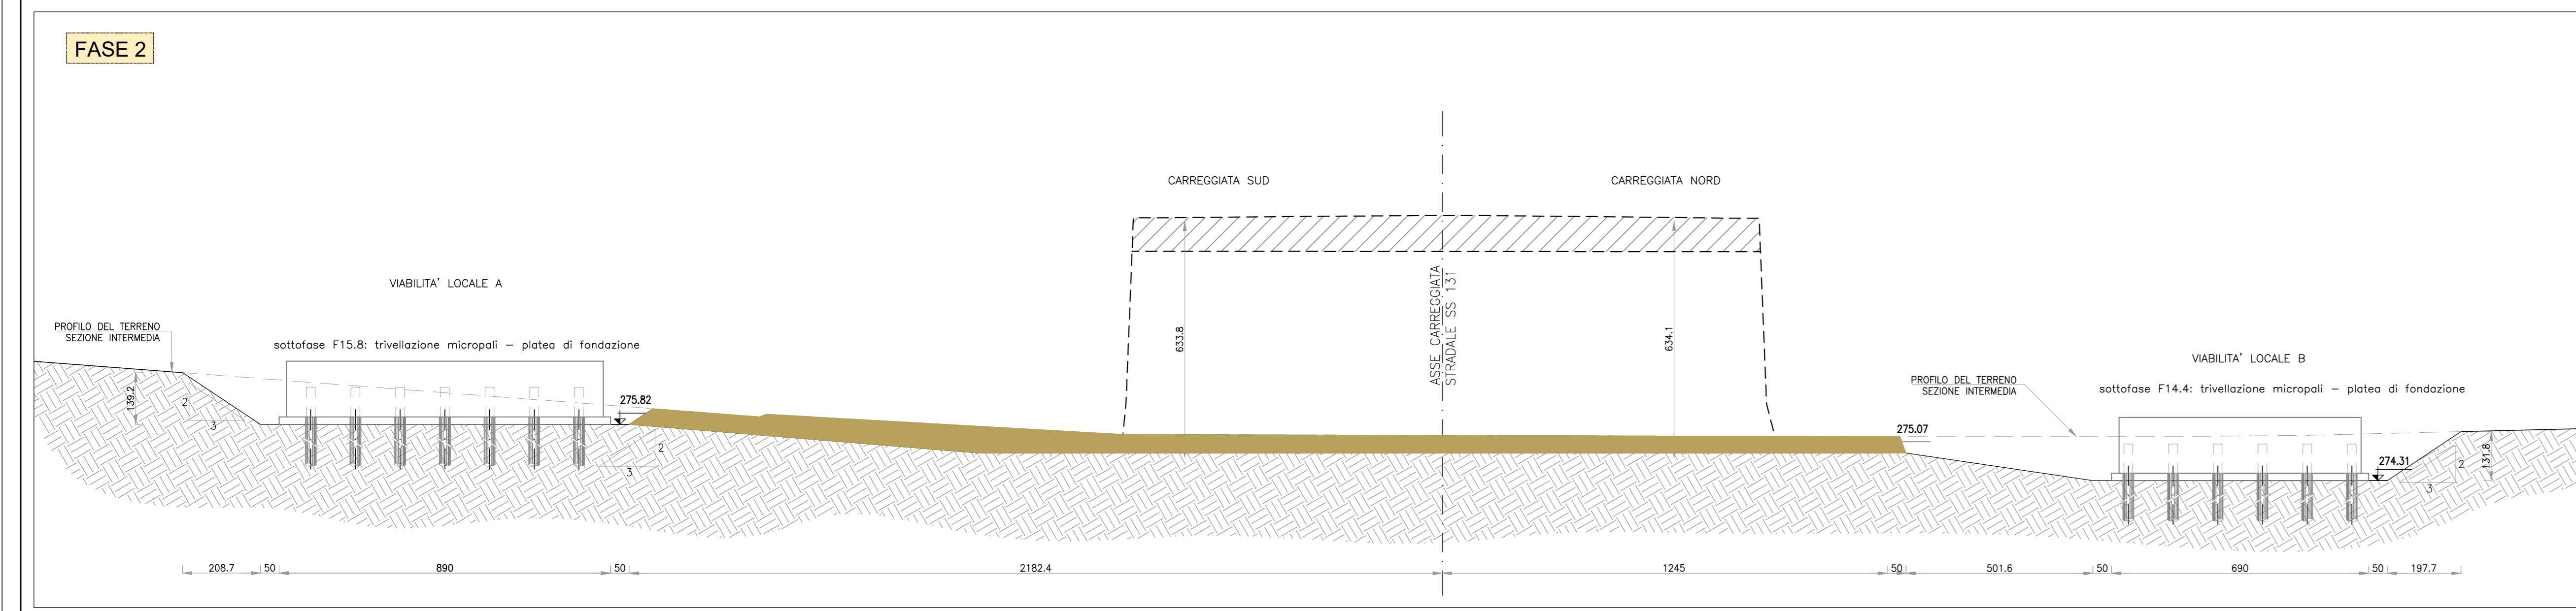 FASE 2
CARREGGIATA SUD
CARREGGIATA NORD
VIABILITA' LOCALE A
PROFILO DEL TERRENO
SEZIONE INTERMEDIA
sottofase F15.8: trivellazione micropali – platea di fondazione
139.2
2
3
275.82
2
3
633.8
ASSE CARREGGIATA
STRADALE SS 131
634.1
VIABILITA' LOCALE B
PROFILO DEL TERRENO
SEZIONE INTERMEDIA
sottofase F14.4: trivellazione micropali – platea di fondazione
275.07
274.31
2
3
131.8
208.7 50 890 50 2182.4 1245 50 501.6 50 690 50 197.7